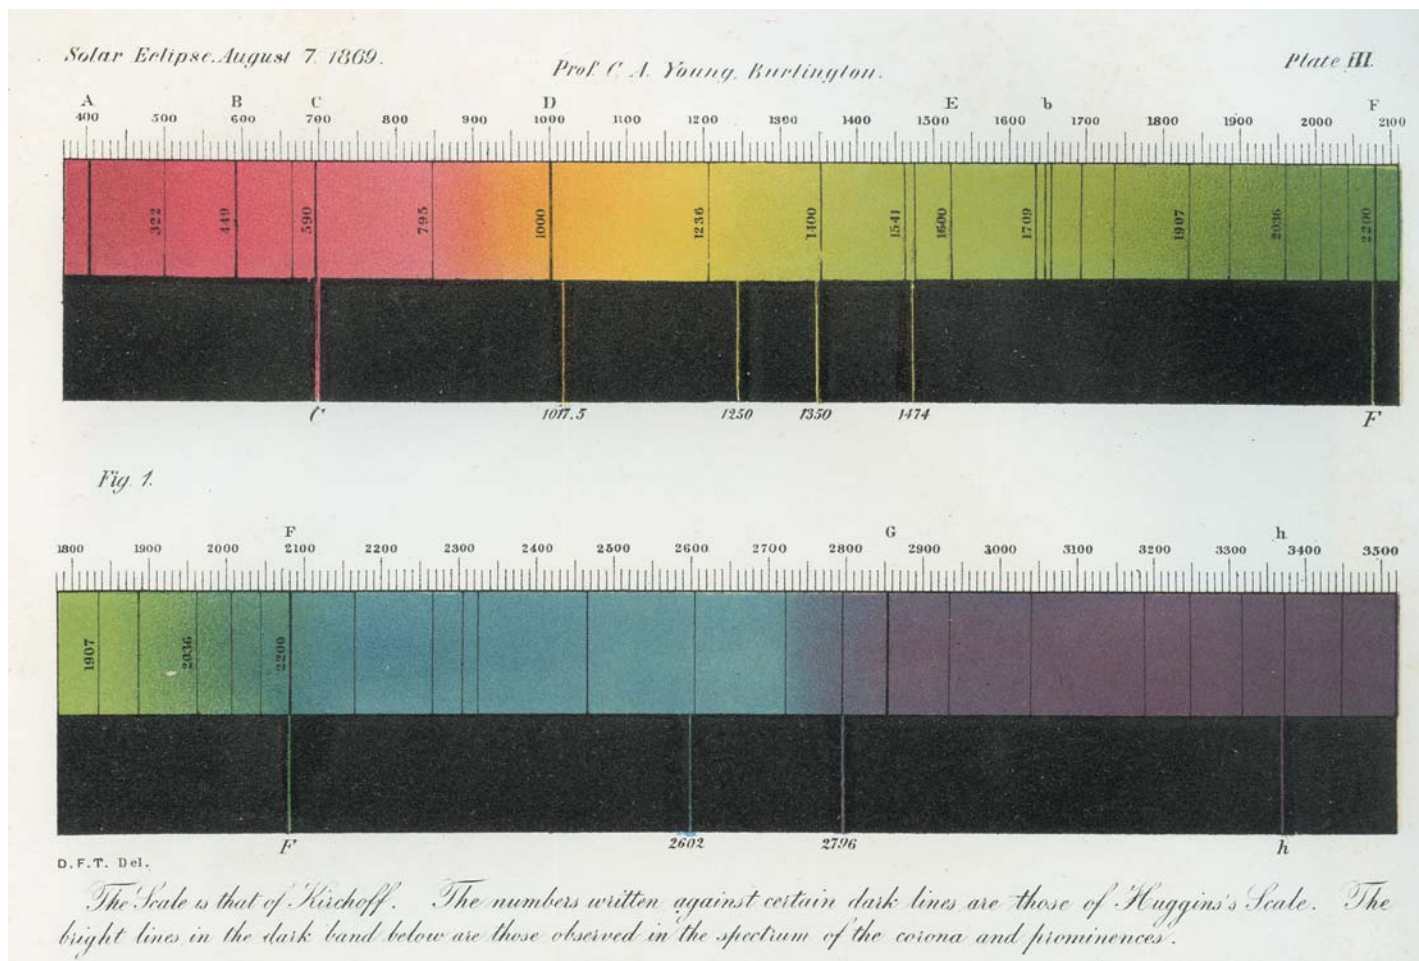 Solar Eclipse. August 7. 1869.
Prof. C. A. Young, Burlington.
Plate III.
A B C D E b F
400 500 600 700 800 900 1000 1100 1200 1300 1400 1500 1600 1700 1800 1900 2000 2100
322 449 590 795 1000 1236 1400 1541 1600 1709 1907 2036 2200
C 1017.5 1250 1350 1474 F
Fig. 1.
F G h
1800 1900 2000 2100 2200 2300 2400 2500 2600 2700 2800 2900 3000 3100 3200 3300 3400 3500
1907 2036 2200
F 2602 2796 h
D. F. T. Del.
The Scale is that of Kirchoff. The numbers written against certain dark lines are those of Huggins's Scale. The
bright lines in the dark band below are those observed in the spectrum of the corona and prominences.